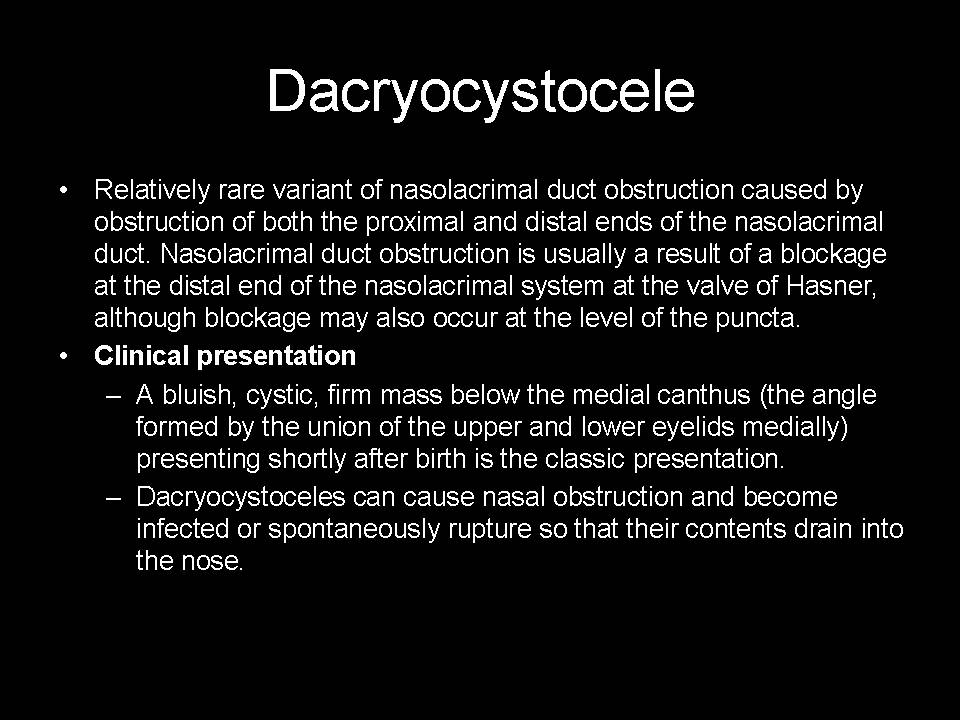 Dacryocystocele
• Relatively rare variant of nasolacrimal duct obstruction caused by
obstruction of both the proximal and distal ends of the nasolacrimal
duct. Nasolacrimal duct obstruction is usually a result of a blockage
at the distal end of the nasolacrimal system at the valve of Hasner,
although blockage may also occur at the level of the puncta.
• Clinical presentation
– A bluish, cystic, firm mass below the medial canthus (the angle
formed by the union of the upper and lower eyelids medially)
presenting shortly after birth is the classic presentation.
– Dacryocystoceles can cause nasal obstruction and become
infected or spontaneously rupture so that their contents drain into
the nose.